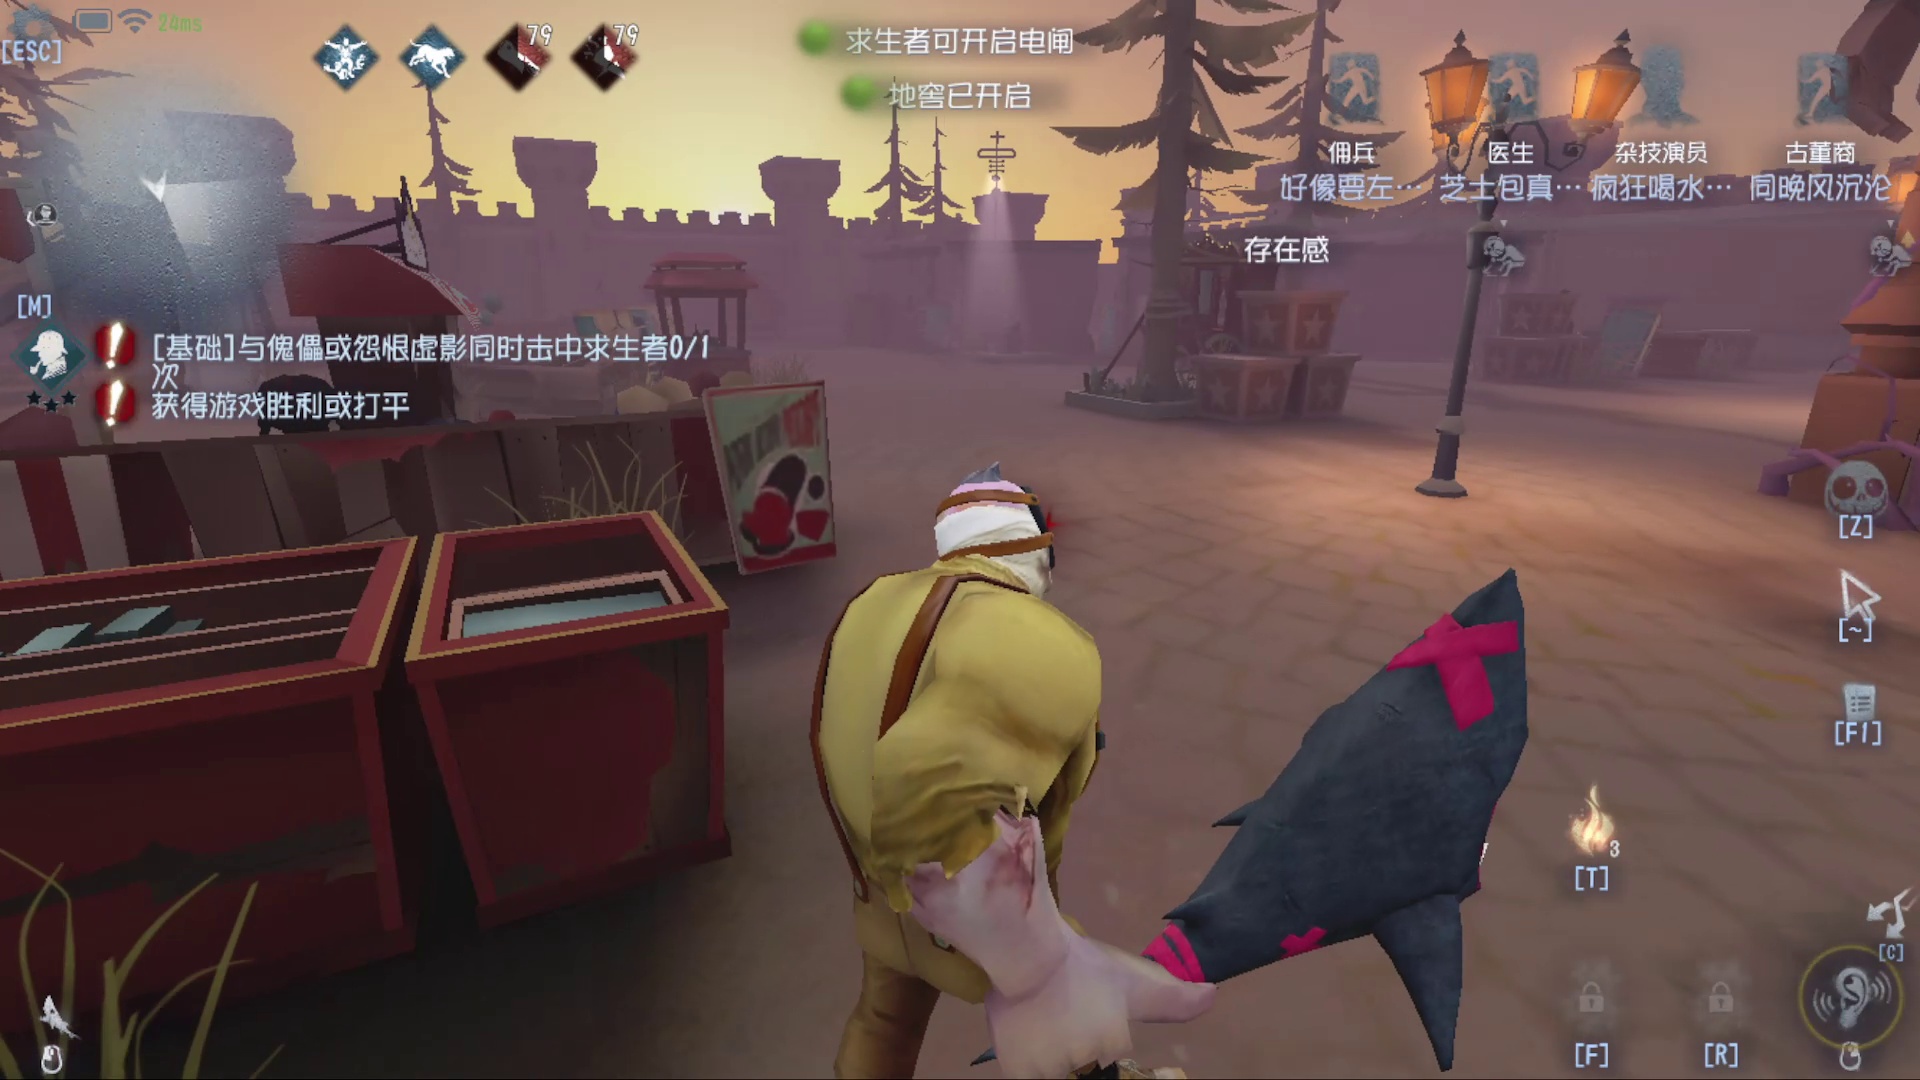 24ms
[ESC]
79
79
求生者可开启电闸
地窖已开启
佣兵
医生
杂技演员
古董商
好像要左…
芝士包真…
疯狂喝水…
同晚风沉沦
存在感
[M]
[基础]与傀儡或怨恨虚影同时击中求生者0/1
次
获得游戏胜利或打平
[Z]
[~]
[F1]
3
[T]
[C]
[F]
[R]